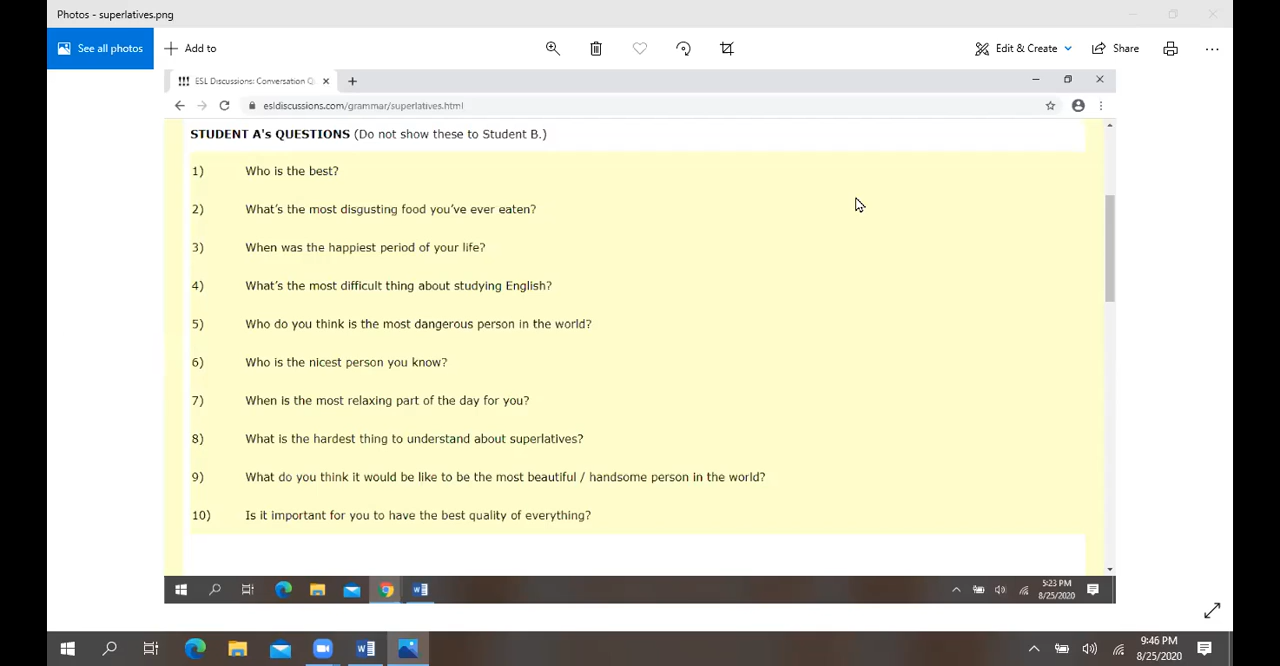 Photos - superlatives.png
See all photos
Add to
Edit & Create
Share
ESL Discussions: Conversation Q
esldiscussions.com/grammar/superlatives.html
STUDENT A's QUESTIONS (Do not show these to Student B.)
1) Who is the best?
2) What's the most disgusting food you've ever eaten?
3) When was the happiest period of your life?
4) What's the most difficult thing about studying English?
5) Who do you think is the most dangerous person in the world?
6) Who is the nicest person you know?
7) When is the most relaxing part of the day for you?
8) What is the hardest thing to understand about superlatives?
9) What do you think it would be like to be the most beautiful / handsome person in the world?
10) Is it important for you to have the best quality of everything?
5:23 PM
8/25/2020
9:46 PM
8/25/2020